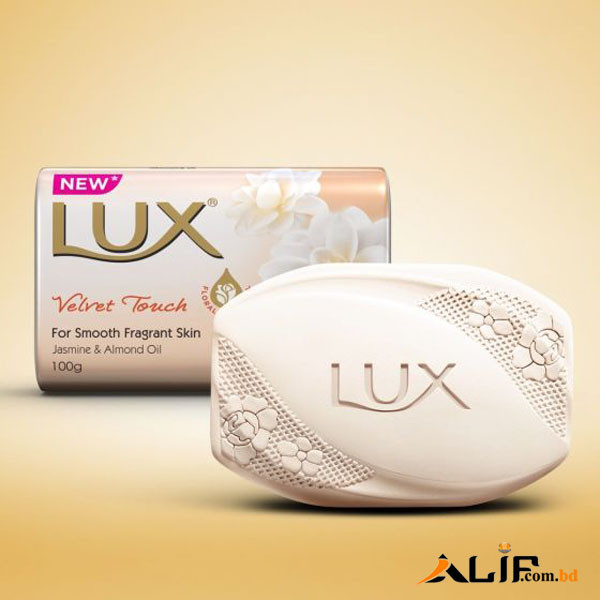 NEW*
LUX®
Velvet Touch
For Smooth Fragrant Skin
Jasmine & Almond Oil
100g
LUX
ALIF.com.bd